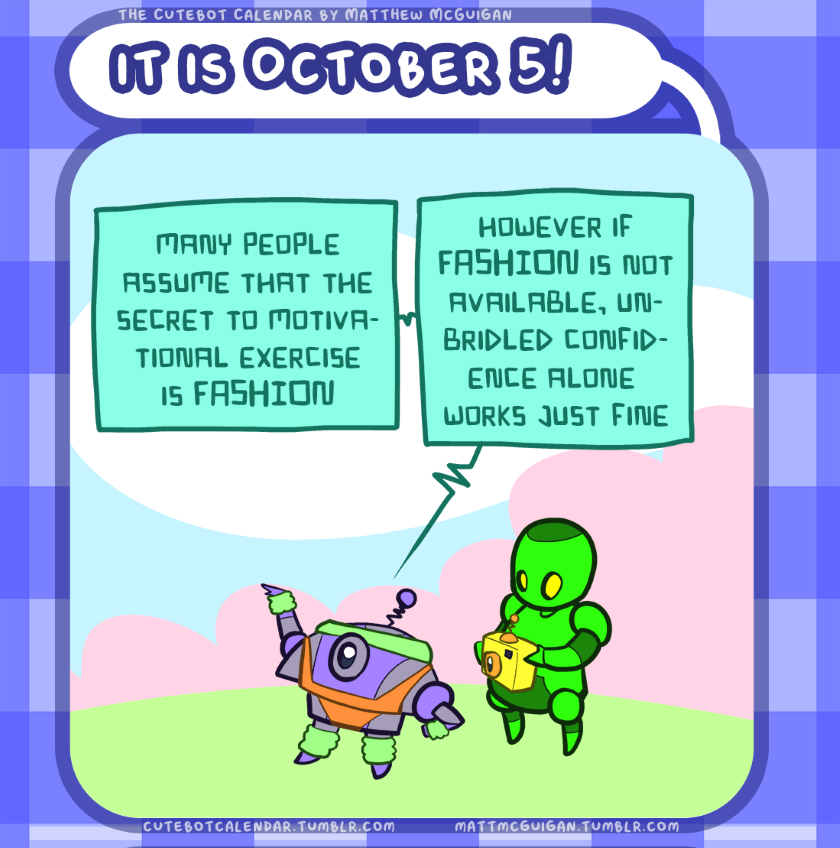 THE CUTEBOT CALENDAR BY MATTHEW MCGUIGAN
IT IS OCTOBER 5!
MANY PEOPLE
ASSUME THAT THE
SECRET TO MOTIVA-
TIONAL EXERCISE
IS FASHION
HOWEVER IF
FASHION IS NOT
AVAILABLE, UN-
BRIDLED CONFID-
ENCE ALONE
WORKS JUST FINE
CUTEBOTCALENDAR.TUMBLR.COM
MATTMCGUIGAN.TUMBLR.COM